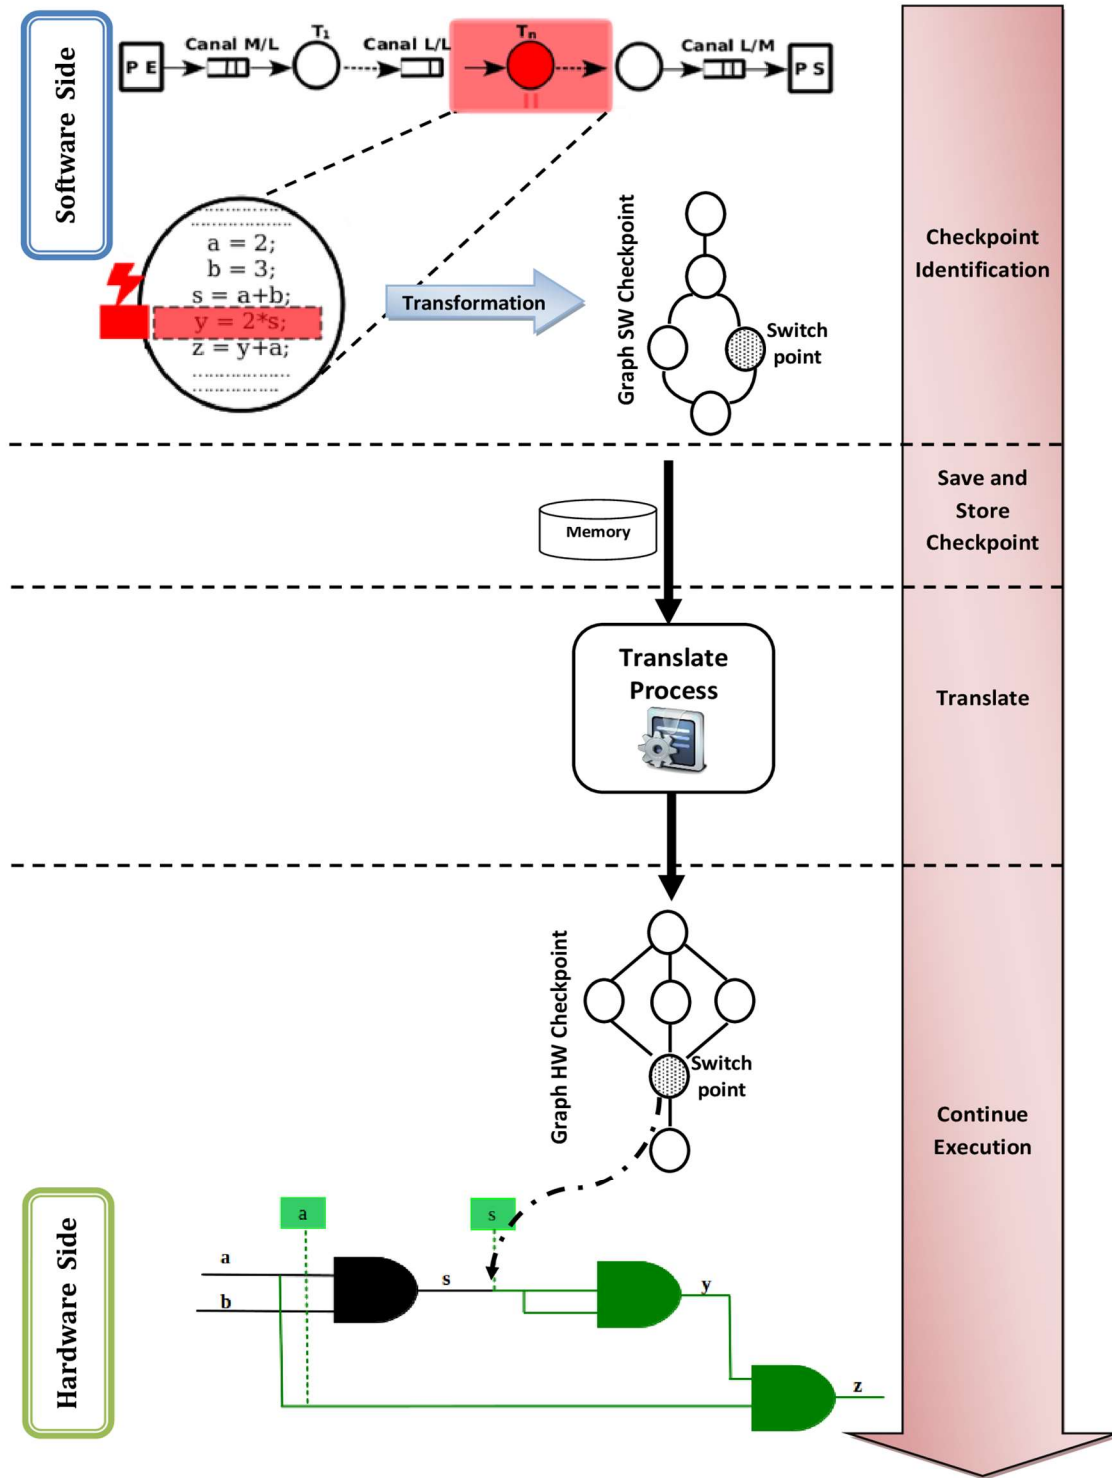 Software Side
P E
Canal M/L
T1
Canal L/L
Tn
Canal L/M
P S
....................
....................
a = 2;
b = 3;
s = a+b;
y = 2*s;
z = y+a;
....................
..................
Transformation
Graph SW Checkpoint
Switch
point
Checkpoint
Identification
Memory
Save and
Store
Checkpoint
Translate
Process
Translate
Graph HW Checkpoint
Switch
point
Continue
Execution
Hardware Side
a
s
a
b
s
y
z